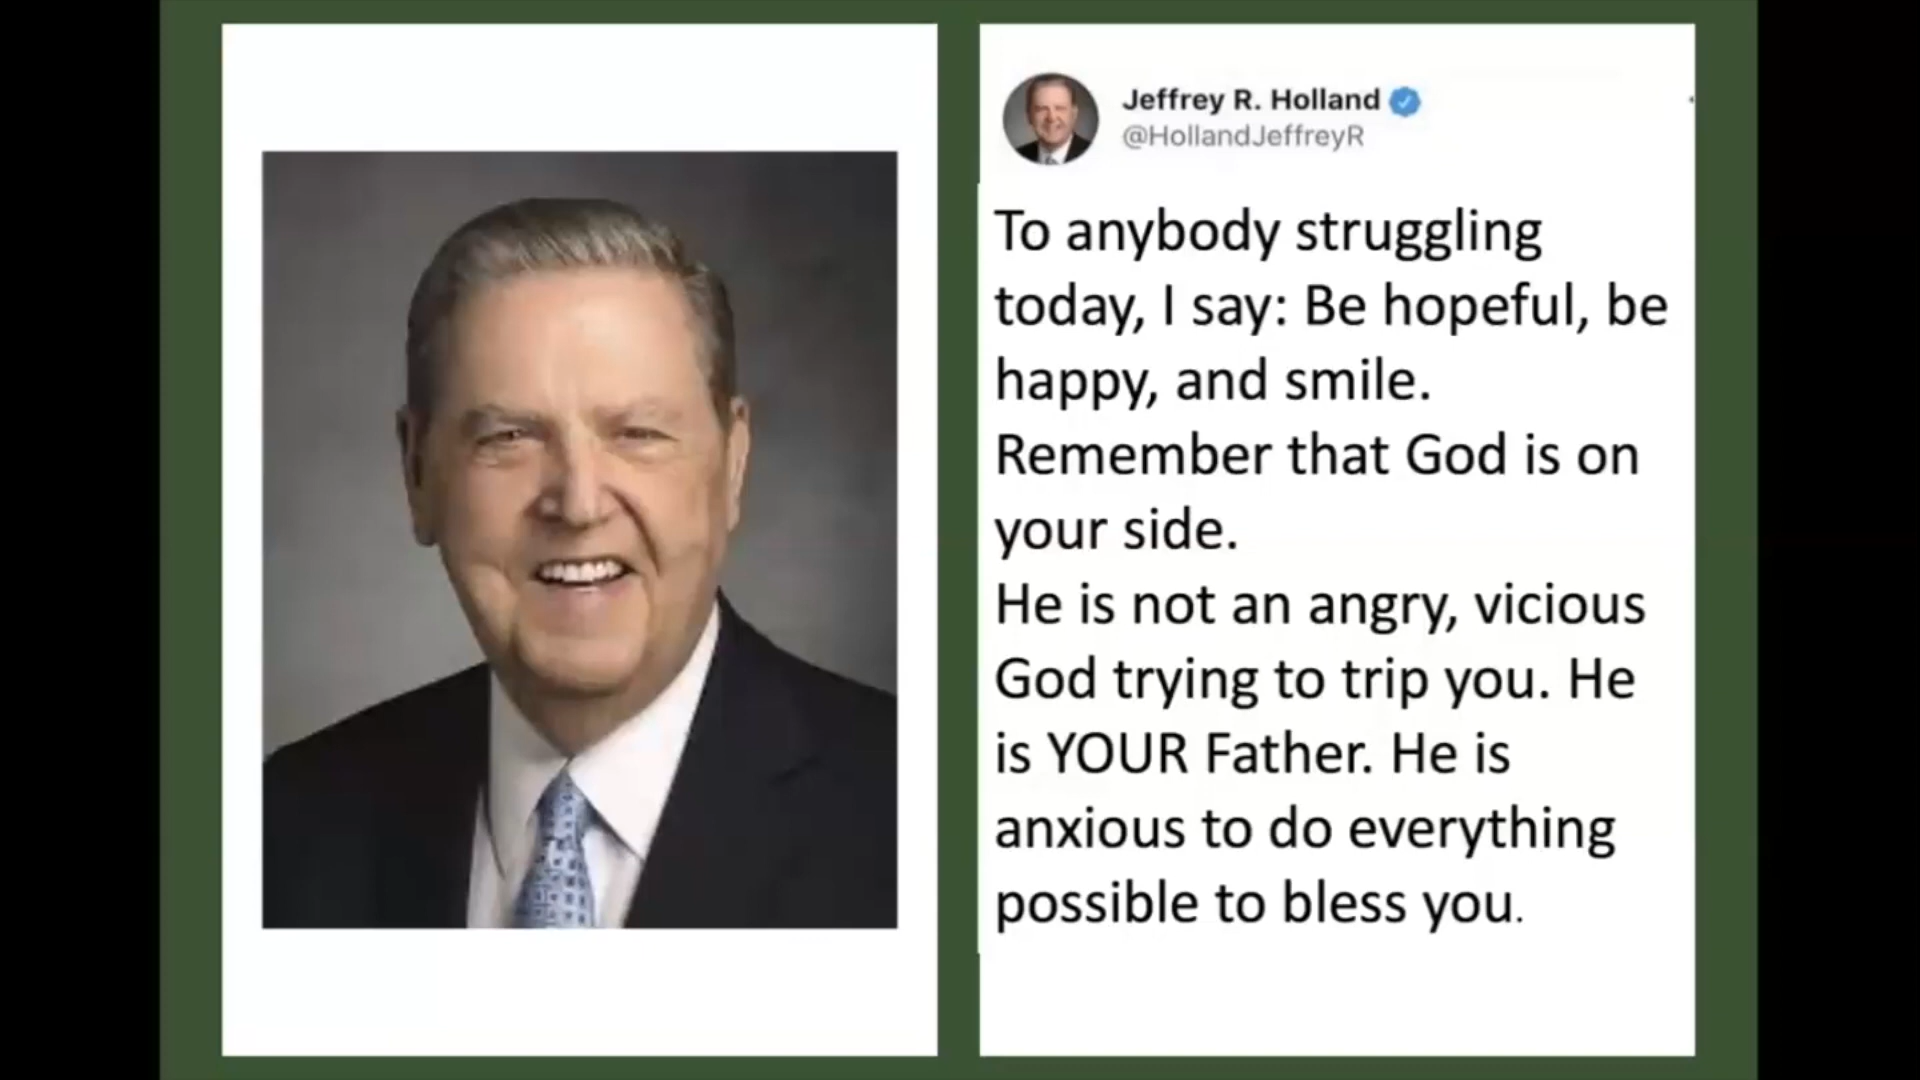 Jeffrey R. Holland
@HollandJeffreyR
To anybody struggling
today, I say: Be hopeful, be
happy, and smile.
Remember that God is on
your side.
He is not an angry, vicious
God trying to trip you. He
is YOUR Father. He is
anxious to do everything
possible to bless you.